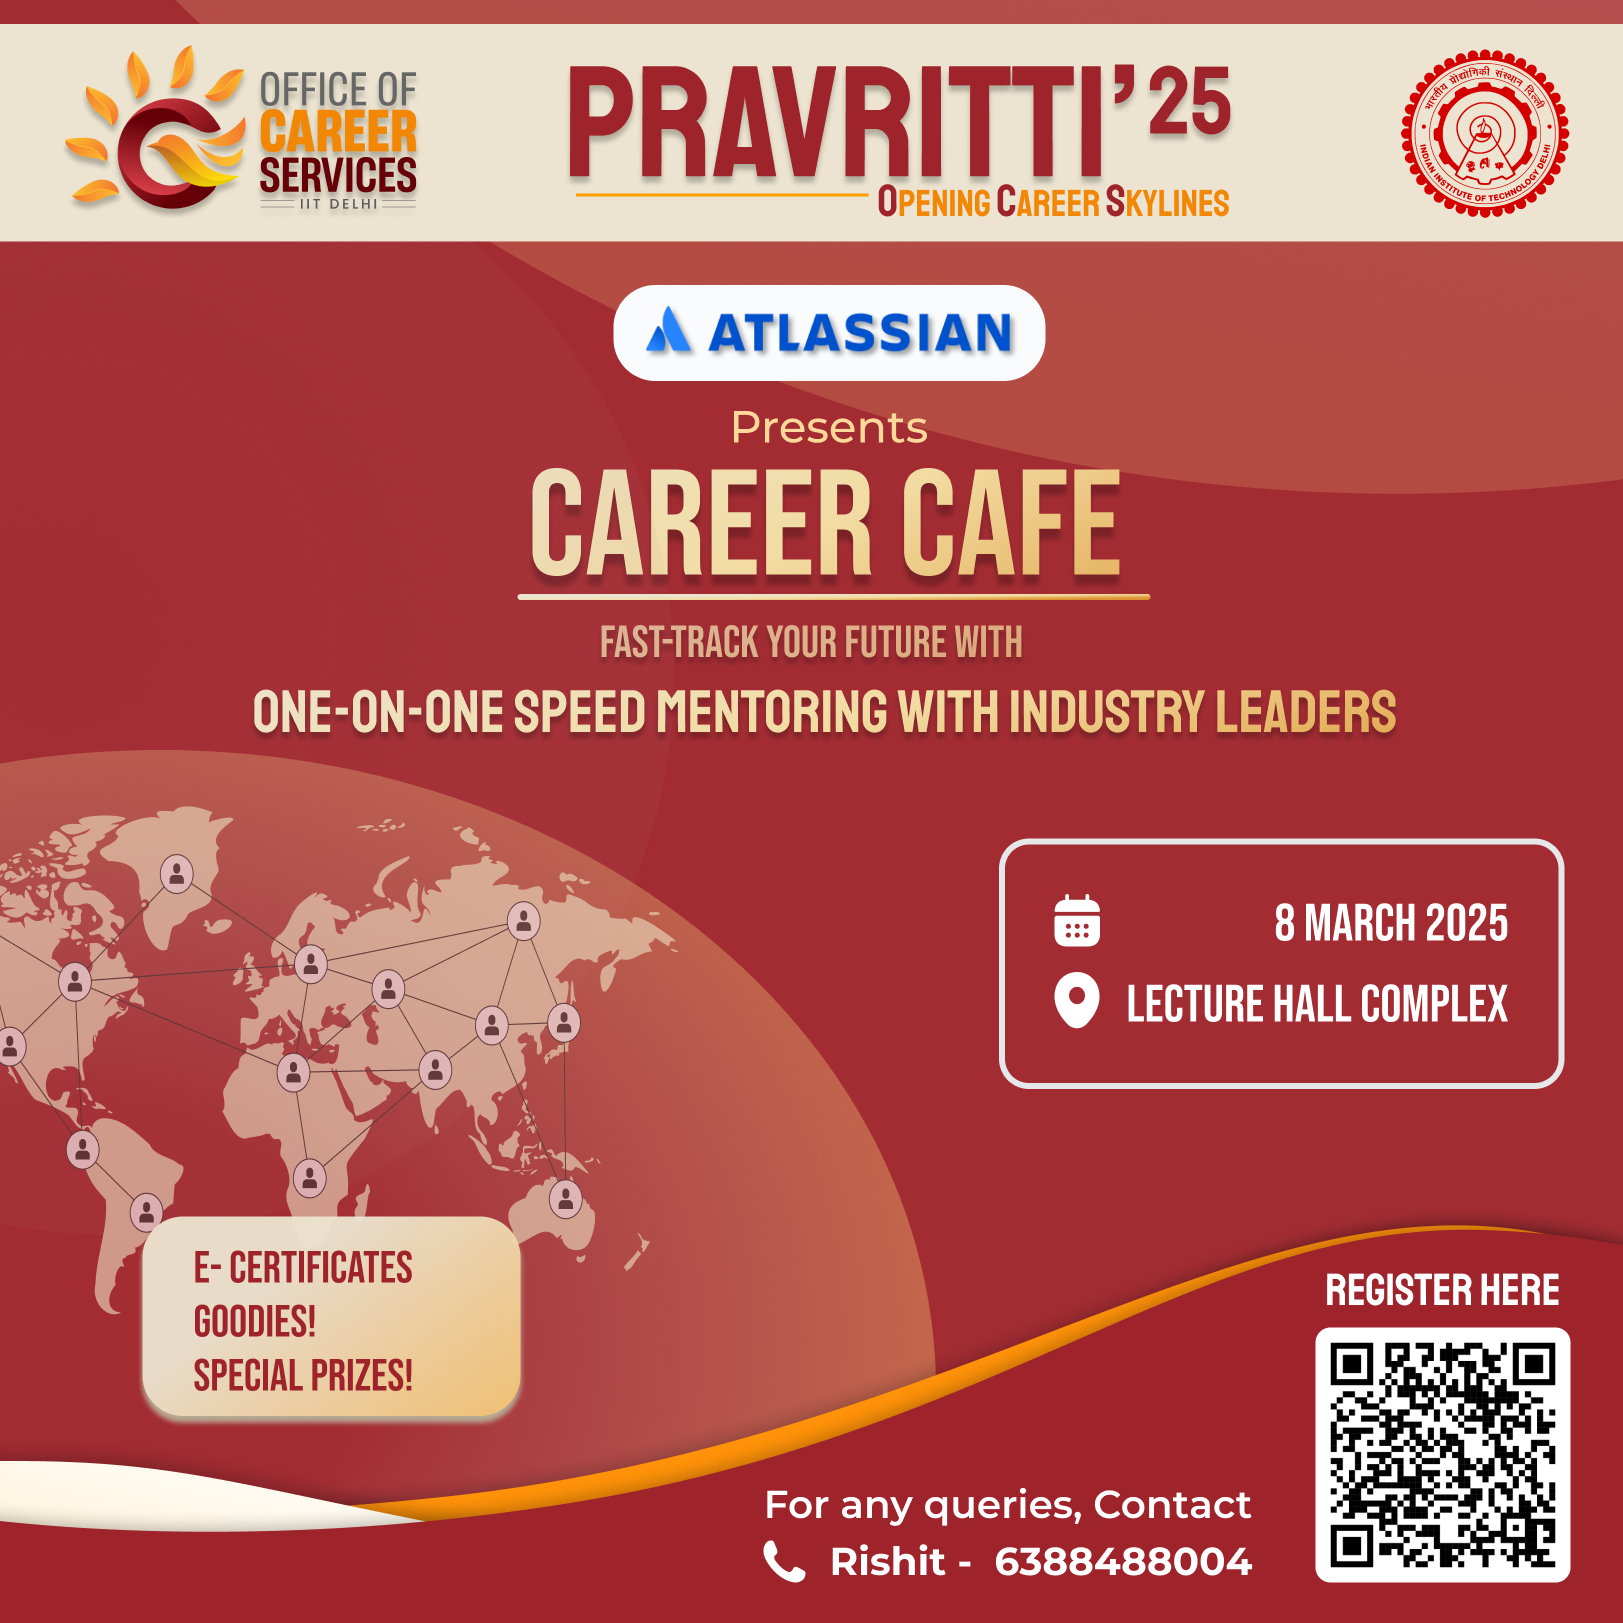 OFFICE OF
CAREER
SERVICES
IIT DELHI
PRAVRITTI'25
OPENING CAREER SKYLINES
भारतीय प्रौद्योगिकी संस्थान दिल्ली
INDIAN INSTITUTE OF TECHNOLOGY DELHI
ATLASSIAN
Presents
CAREER CAFE
FAST-TRACK YOUR FUTURE WITH
ONE-ON-ONE SPEED MENTORING WITH INDUSTRY LEADERS
8 MARCH 2025
LECTURE HALL COMPLEX
E- CERTIFICATES
GOODIES!
SPECIAL PRIZES!
REGISTER HERE
For any queries, Contact
Rishit - 6388488004